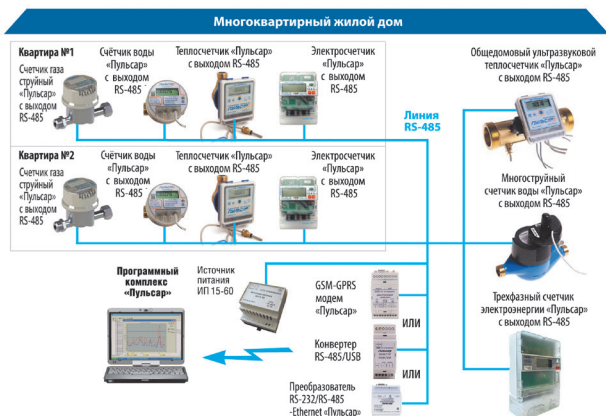 Многоквартирный жилой дом
Квартира №1
Счетчик газа
струйный
«Пульсар»
с выходом
RS-485
Счётчик воды
«Пульсар»
с выходом
RS-485
Теплосчетчик «Пульсар»
с выходом RS-485
Электросчетчик
«Пульсар»
с выходом
RS-485
Общедомовый ультразвуковой
теплосчетчик «Пульсар»
с выходом RS-485
Линия
RS-485
Квартира №2
Счетчик газа
струйный
«Пульсар»
с выходом
RS-485
Счётчик воды
«Пульсар»
с выходом
RS-485
Теплосчетчик «Пульсар»
с выходом RS-485
Электросчетчик
«Пульсар»
с выходом
RS-485
Многоструйный
счетчик воды «Пульсар»
с выходом RS-485
Программный
комплекс
«Пульсар»
Источник
питания
ИП 15-60
GSM-GPRS
модем
«Пульсар»
ИЛИ
Конвертер
RS-485/USB
ИЛИ
Преобразователь
RS-232/RS-485
-Ethernet «Пульсар»
Трехфазный счетчик
электроэнергии «Пульсар»
с выходом RS-485